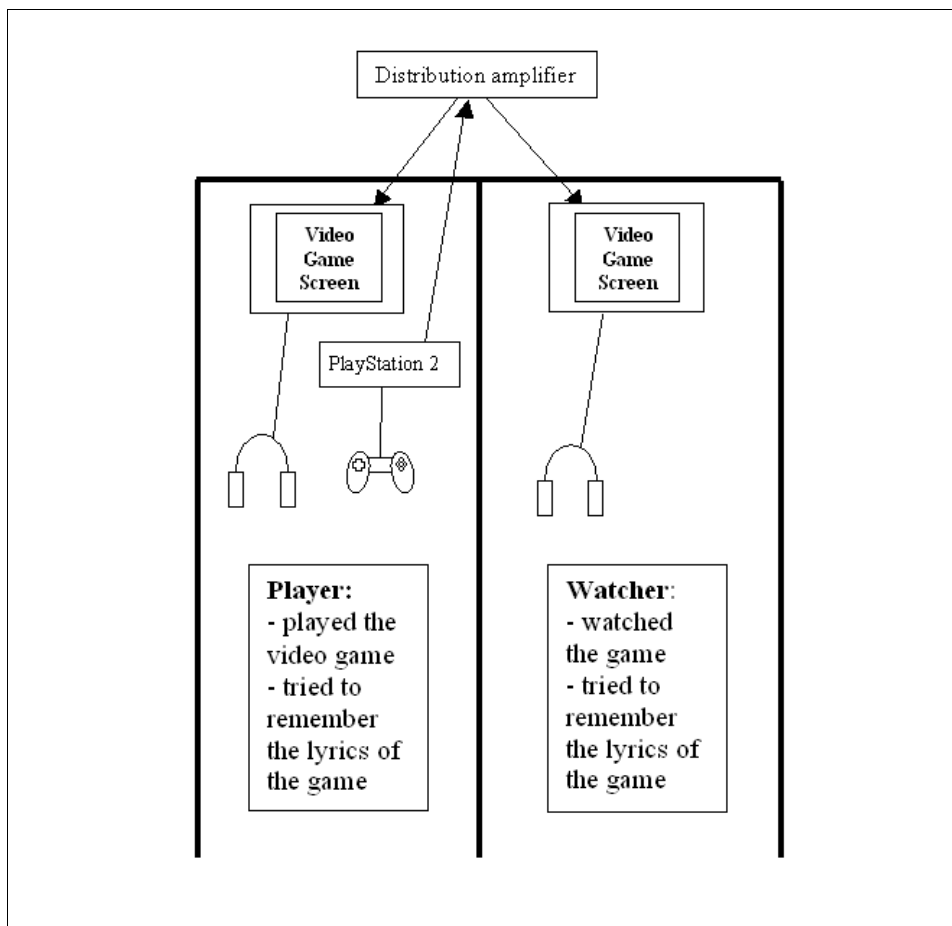 Distribution amplifier
Video
Game
Screen
Video
Game
Screen
PlayStation 2
Player:
- played the
video game
- tried to
remember
the lyrics of
the game
Watcher:
- watched
the game
- tried to
remember
the lyrics of
the game